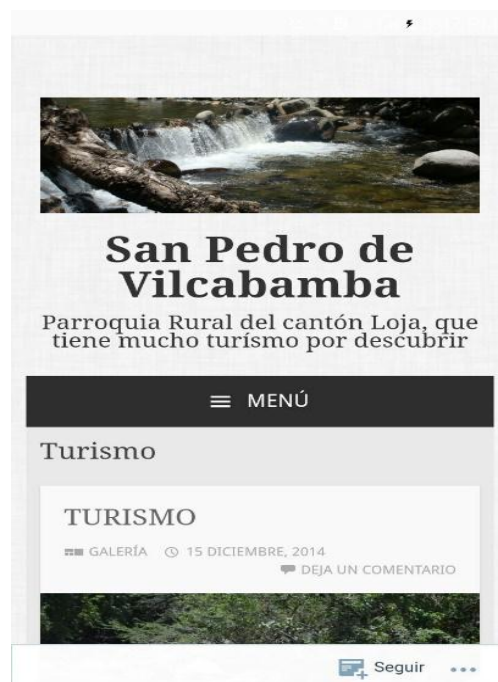 San Pedro de
Vilcabamba
Parroquia Rural del cantón Loja, que
tiene mucho turísmo por descubrir
MENÚ
Turismo
TURISMO
GALERÍA 15 DICIEMBRE, 2014
DEJA UN COMENTARIO
Seguir